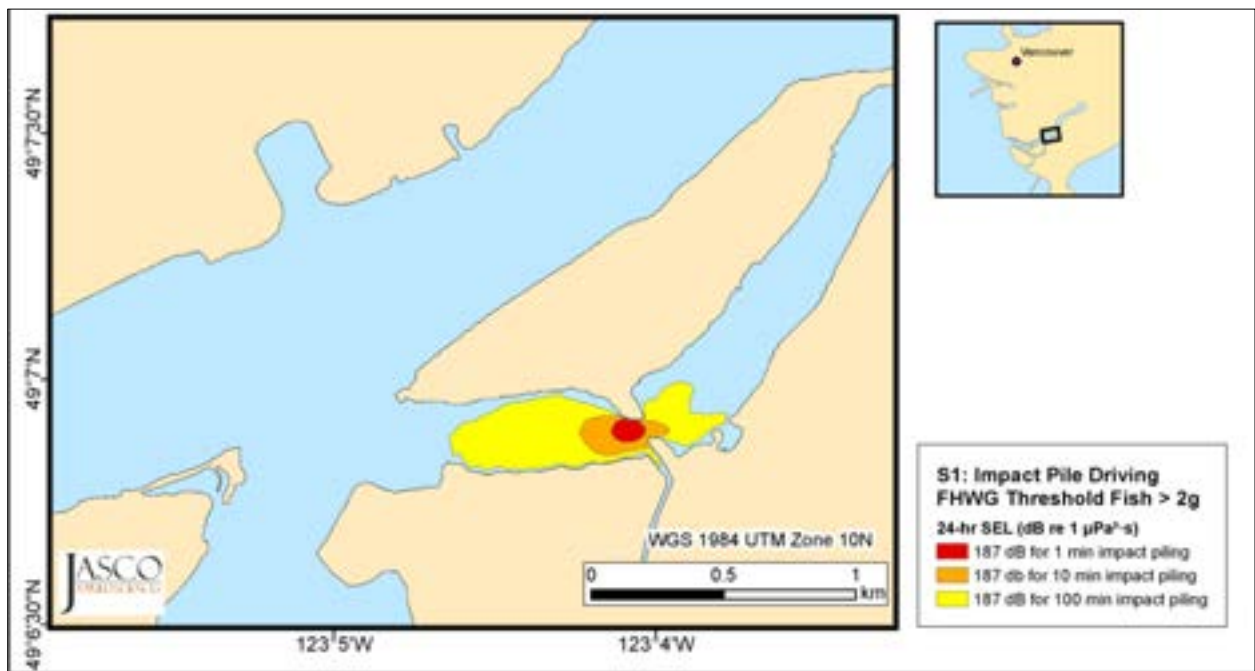 Vancouver
49°7'30"N
49°7'N
49°6'30"N
123°5'W
123°4'W
WGS 1984 UTM Zone 10N
0 0.5 1
km
JASCO
APPLIED SCIENCES
S1: Impact Pile Driving
FHWG Threshold Fish > 2g
24-hr SEL (dB re 1 µPa²·s)
187 dB for 1 min impact piling
187 db for 10 min impact piling
187 dB for 100 min impact piling